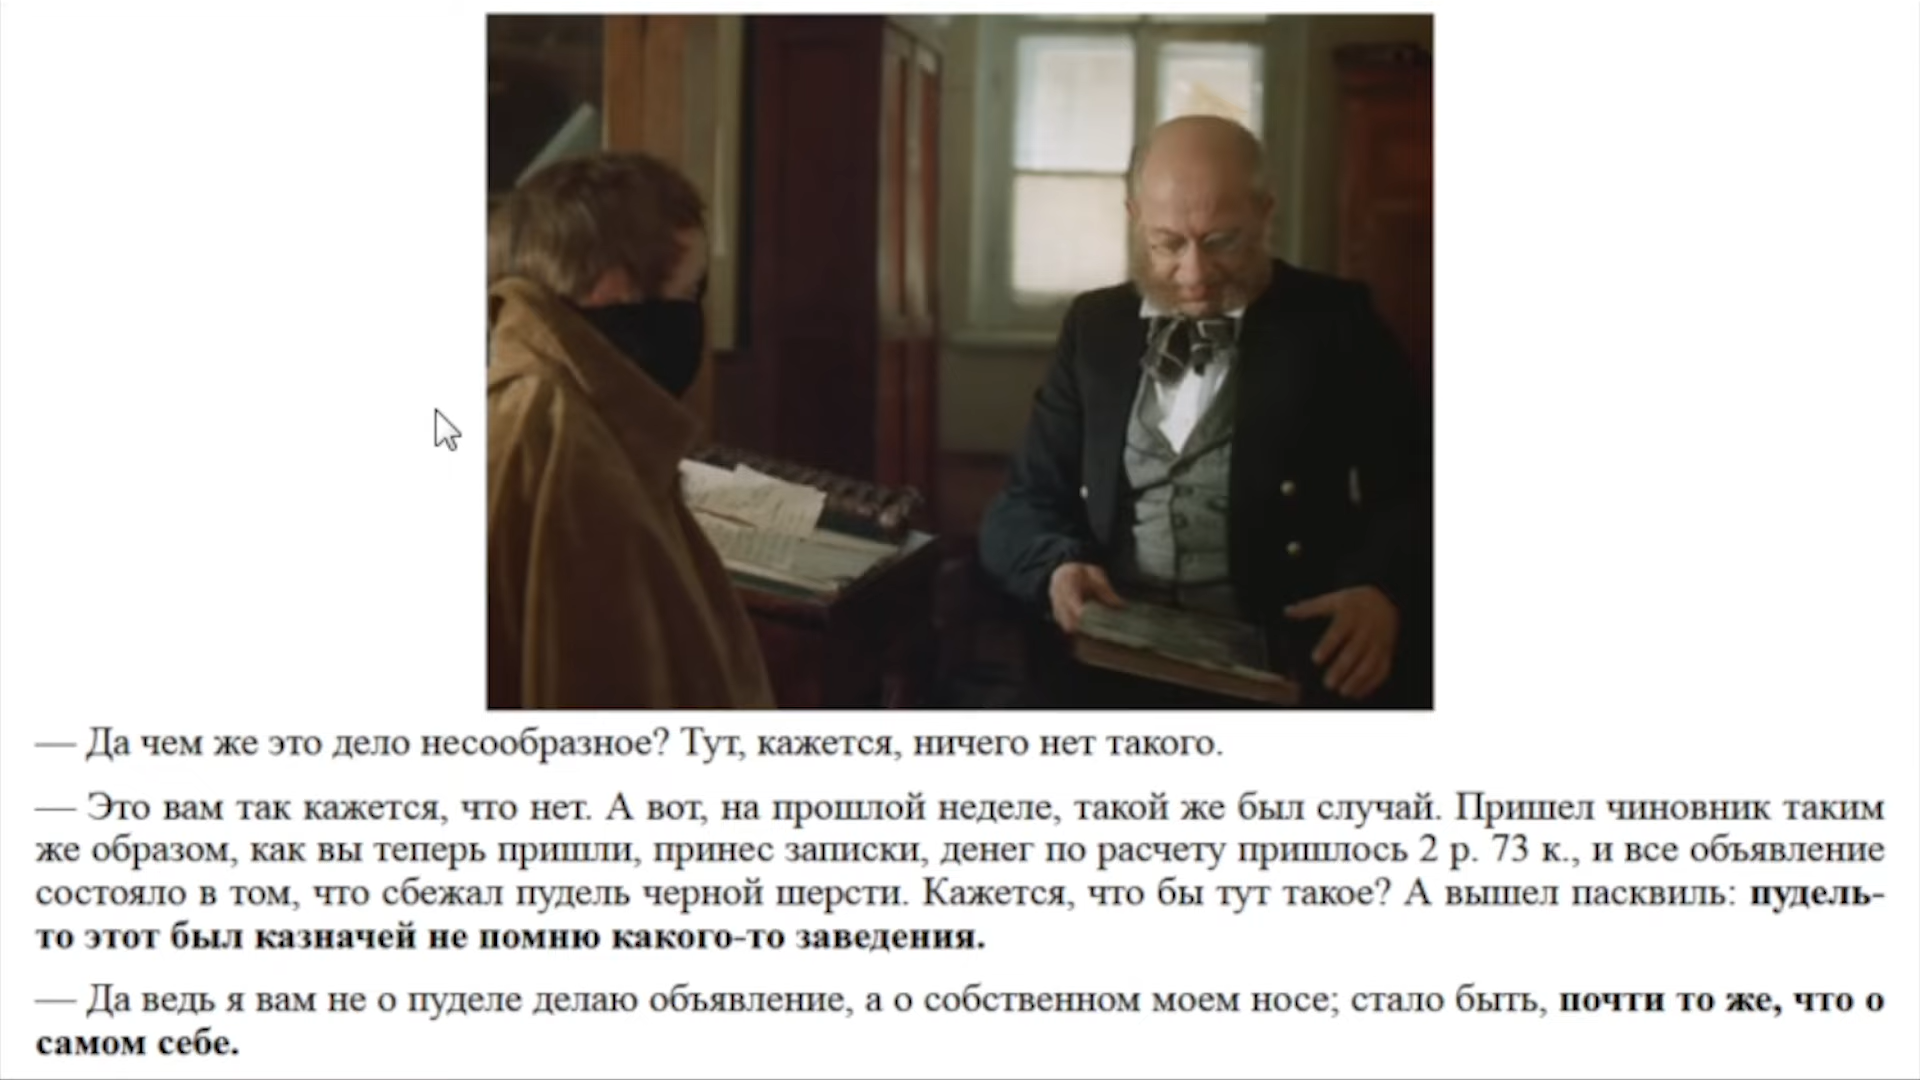 — Да чем же это дело несообразное? Тут, кажется, ничего нет такого.
— Это вам так кажется, что нет. А вот, на прошлой неделе, такой же был случай. Пришел чиновник таким
же образом, как вы теперь пришли, принес записки, денег по расчету пришлось 2 р. 73 к., и все объявление
состояло в том, что сбежал пудель черной шерсти. Кажется, что бы тут такое? А вышел пасквиль: пудель-
то этот был казначей не помню какого-то заведения.
— Да ведь я вам не о пуделе делаю объявление, а о собственном моем носе; стало быть, почти то же, что о
самом себе.